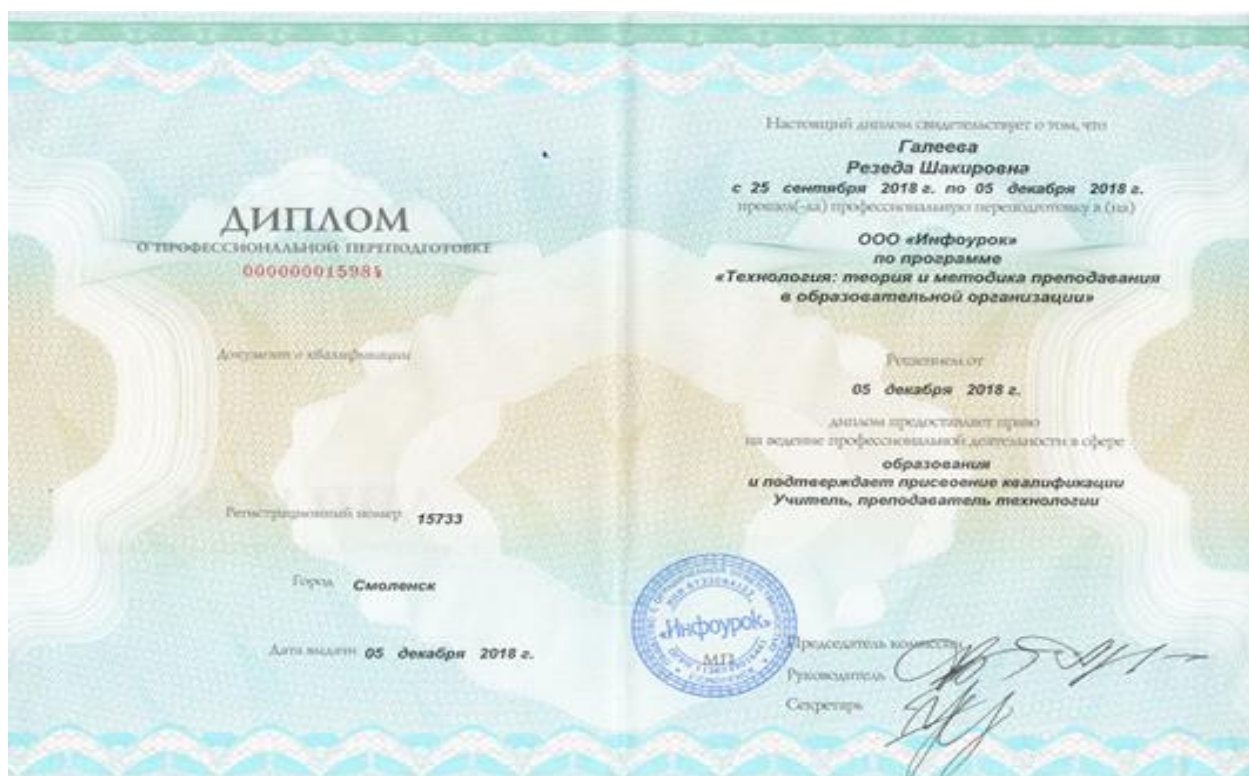 ДИПЛОМ
О ПРОФЕССИОНАЛЬНОЙ ПЕРЕПОДГОТОВКЕ
Документ о квалификации
Регистрационный номер 15733
Город Смоленск
Дата выдачи 05 декабря 2018 г.
Настоящий диплом свидетельствует о том, что
Галеева
Резеда Шакировна
с 25 сентября 2018 г. по 05 декабря 2018 г.
прошел(-ла) профессиональную переподготовку в (на)
ООО «Инфоурок»
по программе
«Технология: теория и методика преподавания
в образовательной организации»
Решением от
05 декабря 2018 г.
диплом предоставляет право
на ведение профессиональной деятельности в сфере
образования
и подтверждает присвоение квалификации
Учитель, преподаватель технологии
«Инфоурок»
МП
Председатель комиссии
Руководитель
Секретарь